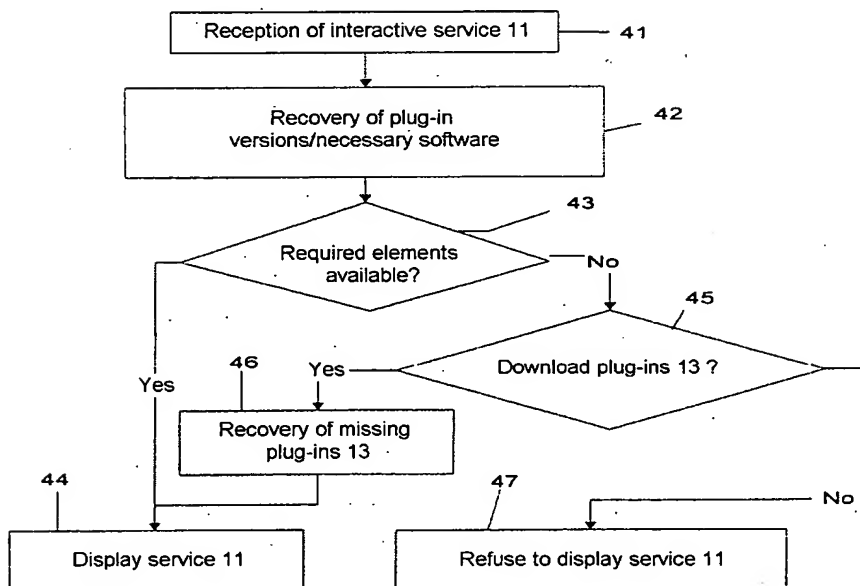 Reception of interactive service 11
41
Recovery of plug-in
versions/necessary software
42
43
Required elements
available?
No
45
Download plug-ins 13 ?
Yes
Yes
46
Recovery of missing
plug-ins 13
44
Display service 11
47
No
Refuse to display service 11